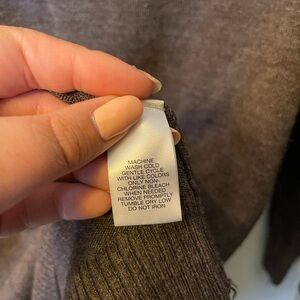 MACHINE
WASH COLD
GENTLE CYCLE
WITH LIKE COLORS
ONLY NON-
CHLORINE BLEACH
WHEN NEEDED
REMOVE PROMPTLY
TUMBLE DRY LOW
DO NOT IRON